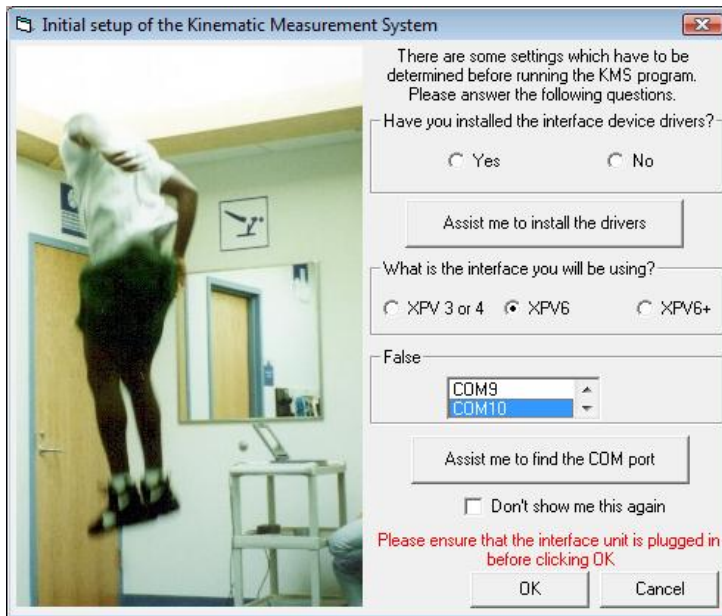 Initial setup of the Kinematic Measurement System
There are some settings which have to be
determined before running the KMS program.
Please answer the following questions.
Have you installed the interface device drivers?
Yes No
Assist me to install the drivers
What is the interface you will be using?
XPV 3 or 4 XPV6 XPV6+
False
COM9
COM10
Assist me to find the COM port
Don't show me this again
Please ensure that the interface unit is plugged in
before clicking OK
OK Cancel